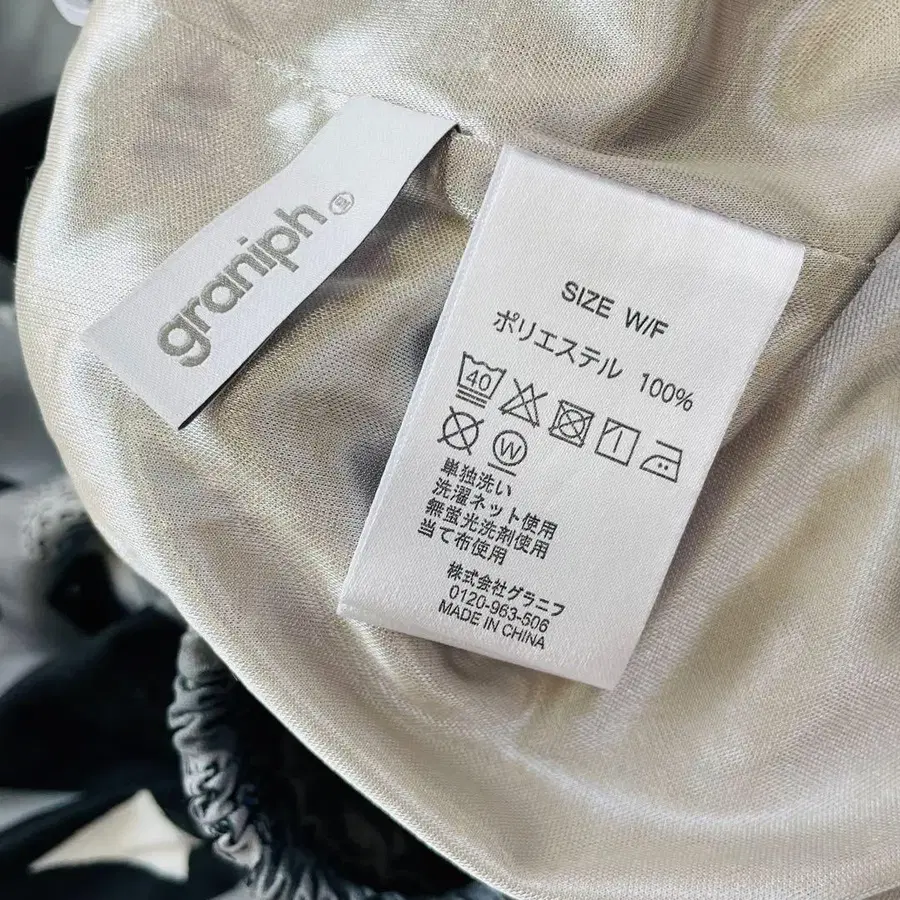 graniph®
SIZE W/F
ポリエステル 100%
40
W
単独洗い
洗濯ネット使用
無蛍光洗剤使用
当て布使用
株式会社グラニフ
0120-963-506
MADE IN CHINA